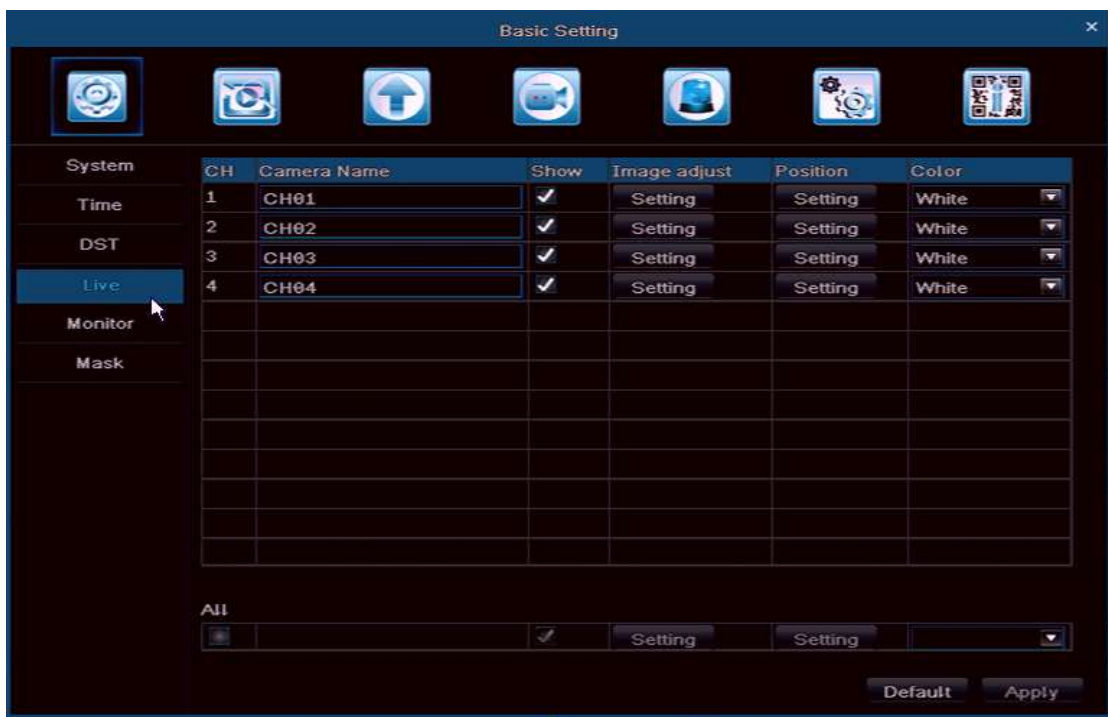 Basic Setting
System
Time
DST
Live
Monitor
Mask
CH Camera Name Show Image adjust Position Color
1 CH01 Setting Setting White
2 CH02 Setting Setting White
3 CH03 Setting Setting White
4 CH04 Setting Setting White
All
Setting Setting
Default Apply